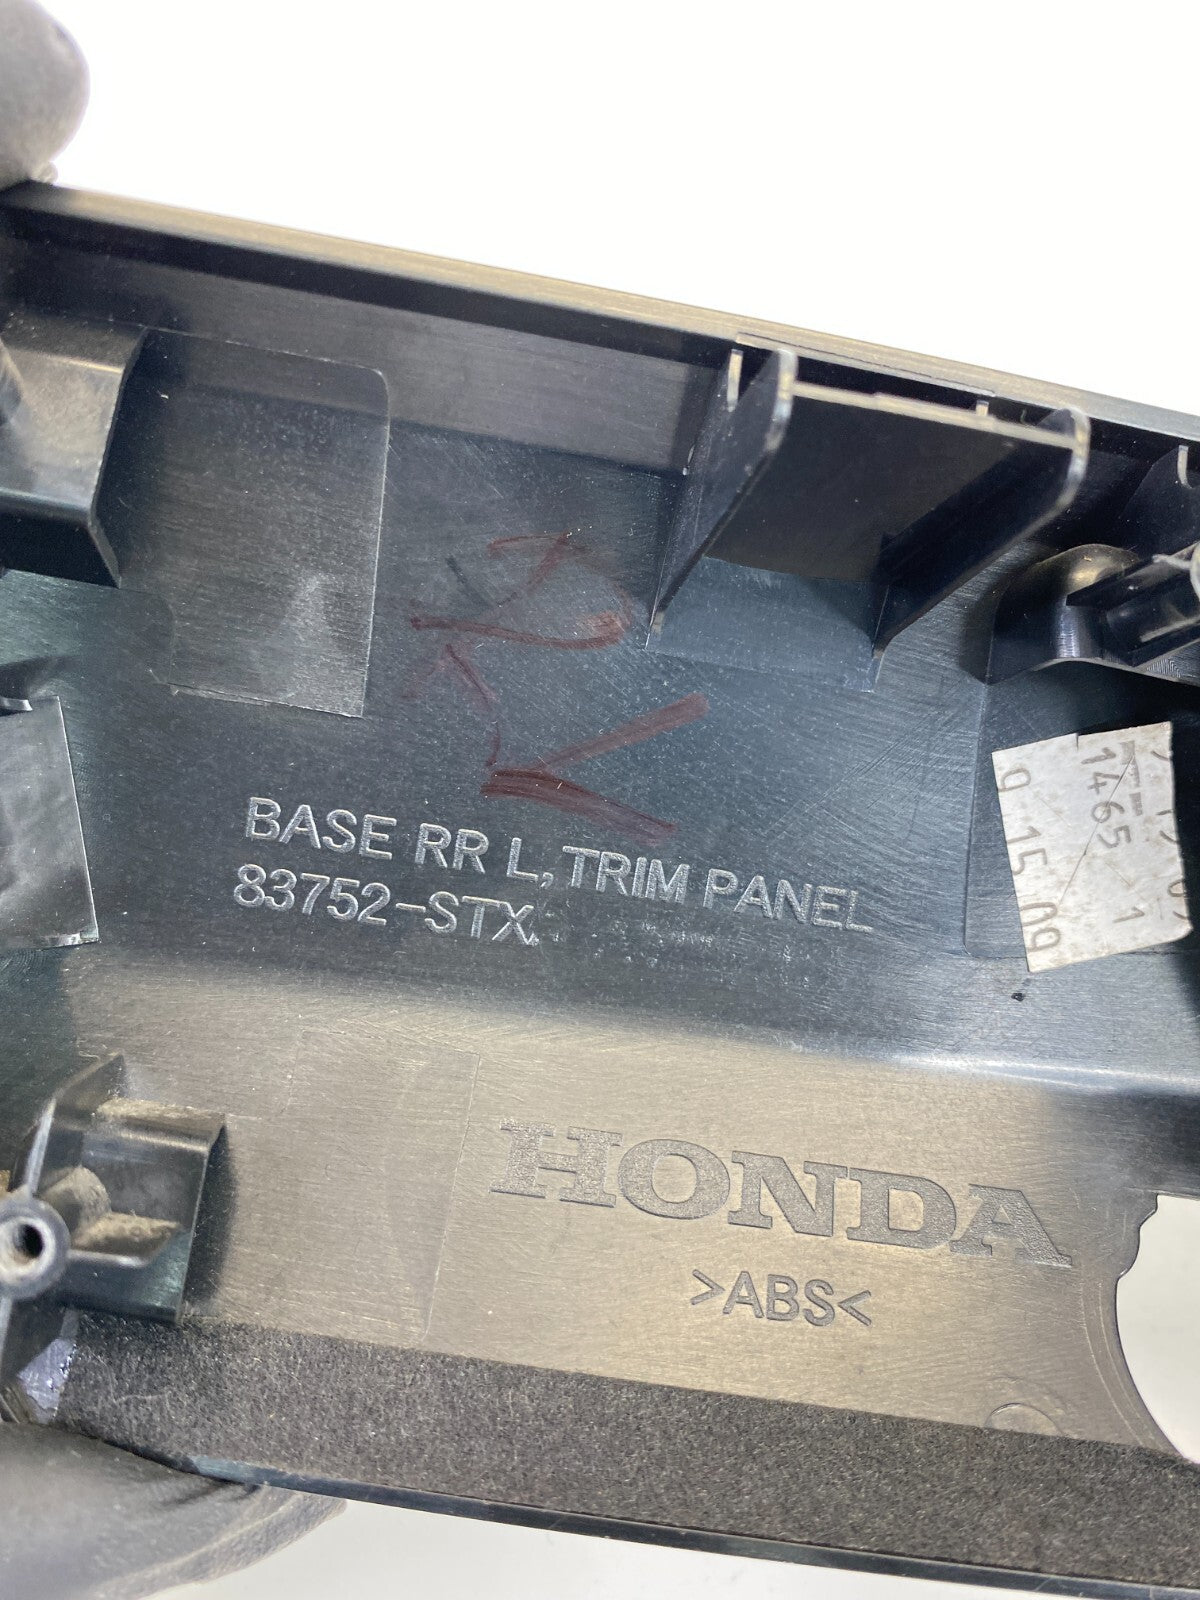 BASE RR L, TRIM PANEL
83752-STX
1465 1
9 15 09
HONDA
>ABS<